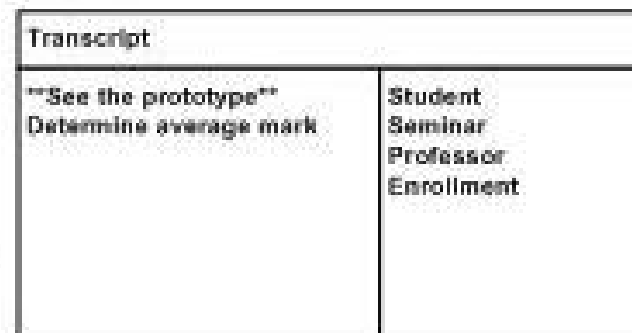 Transcript
**See the prototype**
Determine average mark
Student
Seminar
Professor
Enrollment